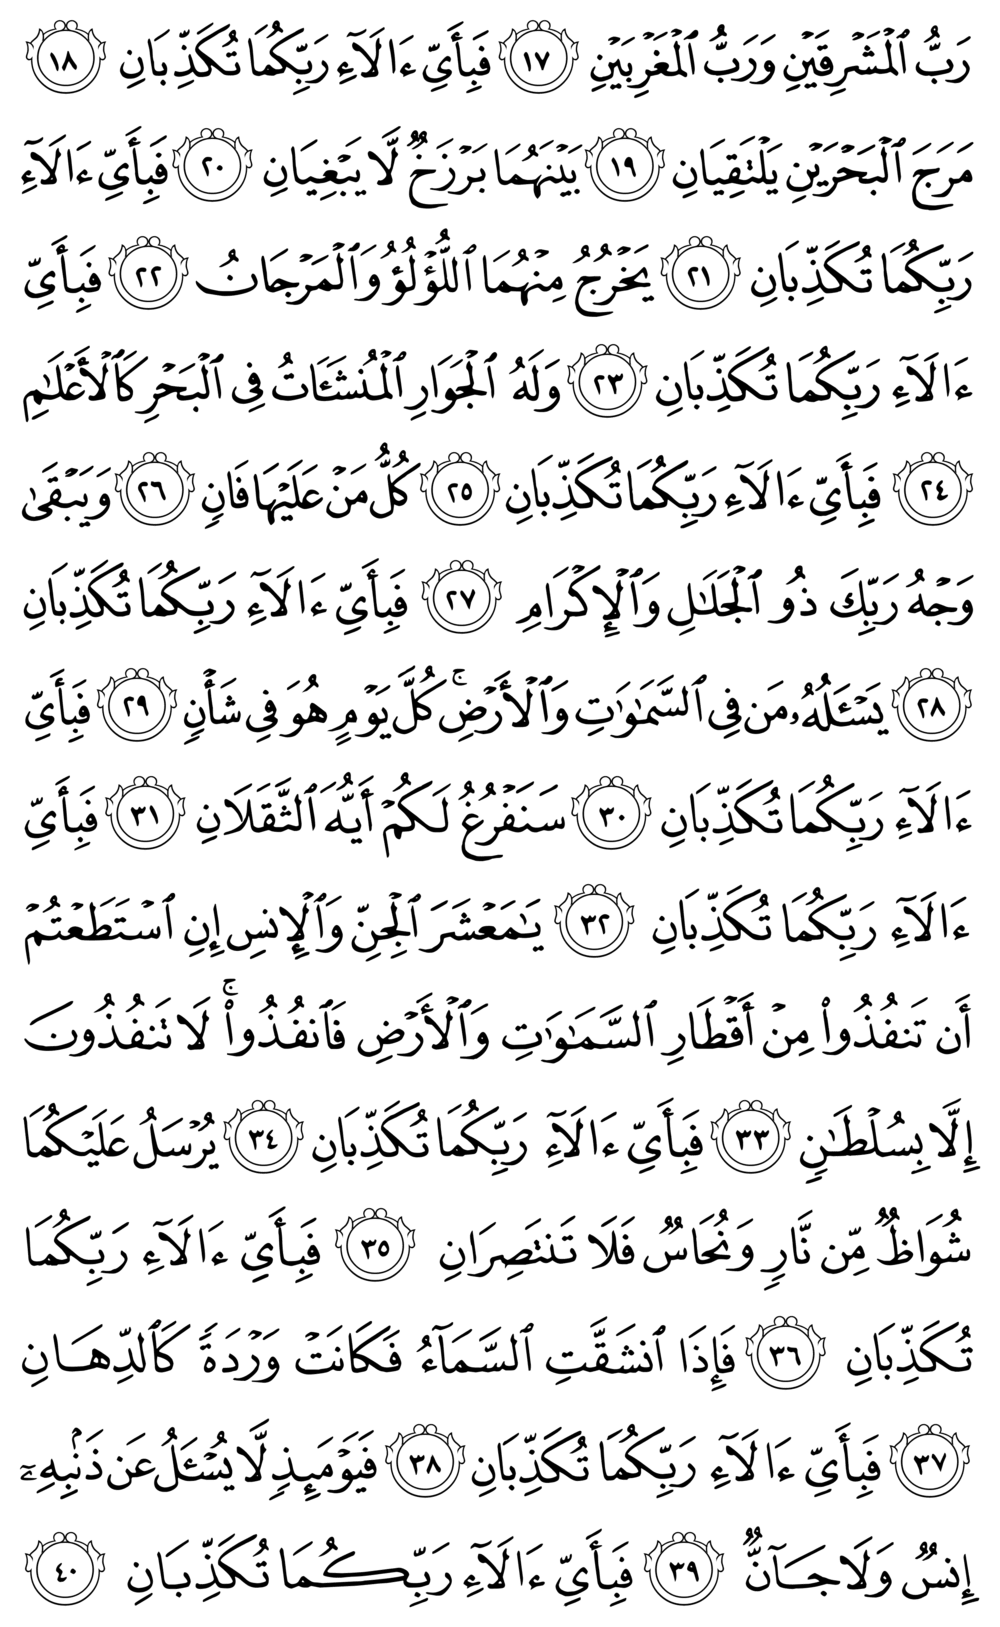 رَبُّ ٱلْمَشْرِقَيْنِ وَرَبُّ ٱلْمَغْرِبَيْنِ ١٧ فَبِأَيِّ ءَالَآءِ رَبِّكُمَا تُكَذِّبَانِ ١٨
مَرَجَ ٱلْبَحْرَيْنِ يَلْتَقِيَانِ ١٩ بَيْنَهُمَا بَرْزَخٌ لَّا يَبْغِيَانِ ٢٠ فَبِأَيِّ ءَالَآءِ
رَبِّكُمَا تُكَذِّبَانِ ٢١ يَخْرُجُ مِنْهُمَا ٱللُّؤْلُؤُ وَٱلْمَرْجَانُ ٢٢ فَبِأَيِّ
ءَالَآءِ رَبِّكُمَا تُكَذِّبَانِ ٢٣ وَلَهُ ٱلْجَوَارِ ٱلْمُنشَـَٔاتُ فِى ٱلْبَحْرِ كَٱلْأَعْلَـٰمِ
٢٤ فَبِأَيِّ ءَالَآءِ رَبِّكُمَا تُكَذِّبَانِ ٢٥ كُلُّ مَنْ عَلَيْهَا فَانٍ ٢٦ وَيَبْقَىٰ
وَجْهُ رَبِّكَ ذُو ٱلْجَلَـٰلِ وَٱلْإِكْرَامِ ٢٧ فَبِأَيِّ ءَالَآءِ رَبِّكُمَا تُكَذِّبَانِ
٢٨ يَسْـَٔلُهُۥ مَن فِى ٱلسَّمَـٰوَٰتِ وَٱلْأَرْضِ ۚ كُلَّ يَوْمٍ هُوَ فِى شَأْنٍ ٢٩ فَبِأَيِّ
ءَالَآءِ رَبِّكُمَا تُكَذِّبَانِ ٣٠ سَنَفْرُغُ لَكُمْ أَيُّهَ ٱلثَّقَلَانِ ٣١ فَبِأَيِّ
ءَالَآءِ رَبِّكُمَا تُكَذِّبَانِ ٣٢ يَـٰمَعْشَرَ ٱلْجِنِّ وَٱلْإِنسِ إِنِ ٱسْتَطَعْتُمْ
أَن تَنفُذُوا۟ مِنْ أَقْطَارِ ٱلسَّمَـٰوَٰتِ وَٱلْأَرْضِ فَٱنفُذُوا۟ ۚ لَا تَنفُذُونَ
إِلَّا بِسُلْطَـٰنٍ ٣٣ فَبِأَيِّ ءَالَآءِ رَبِّكُمَا تُكَذِّبَانِ ٣٤ يُرْسَلُ عَلَيْكُمَا
شُوَاظٌ مِّن نَّارٍ وَنُحَاسٌ فَلَا تَنتَصِرَانِ ٣٥ فَبِأَيِّ ءَالَآءِ رَبِّكُمَا
تُكَذِّبَانِ ٣٦ فَإِذَا ٱنشَقَّتِ ٱلسَّمَآءُ فَكَانَتْ وَرْدَةً كَٱلدِّهَانِ
٣٧ فَبِأَيِّ ءَالَآءِ رَبِّكُمَا تُكَذِّبَانِ ٣٨ فَيَوْمَئِذٍ لَّا يُسْـَٔلُ عَن ذَنۢبِهِۦٓ
إِنسٌ وَلَا جَآنٌّ ٣٩ فَبِأَيِّ ءَالَآءِ رَبِّكُمَا تُكَذِّبَانِ ٤٠